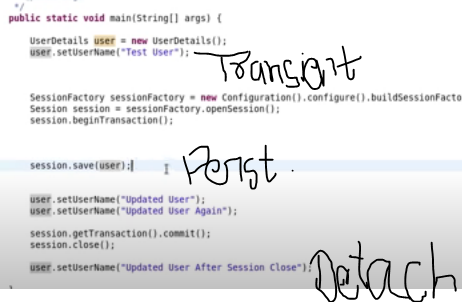 */
public static void main(String[] args) {
UserDetails user = new UserDetails();
user.setUserName("Test User");
Transight
SessionFactory sessionFactory = new Configuration().configure().buildSessionFacto
Session session = sessionFactory.openSession();
session.beginTransaction();
session.save(user);
Perst.
user.setUserName("Updated User");
user.setUserName("Updated User Again");
session.getTransaction().commit();
session.close();
user.setUserName("Updated User After Session Close");
Detach